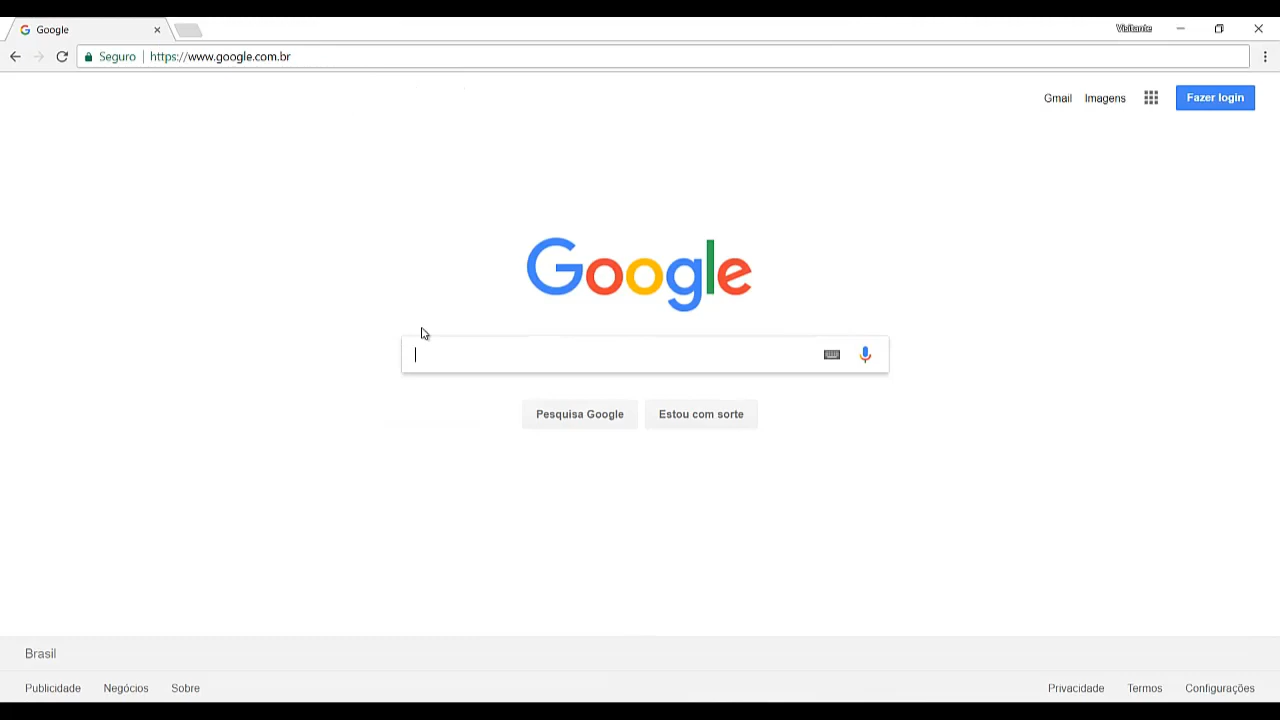 Google
Visitante
Seguro https://www.google.com.br
Gmail Imagens Fazer login
Google
Pesquisa Google Estou com sorte
Brasil
Publicidade Negócios Sobre Privacidade Termos Configurações